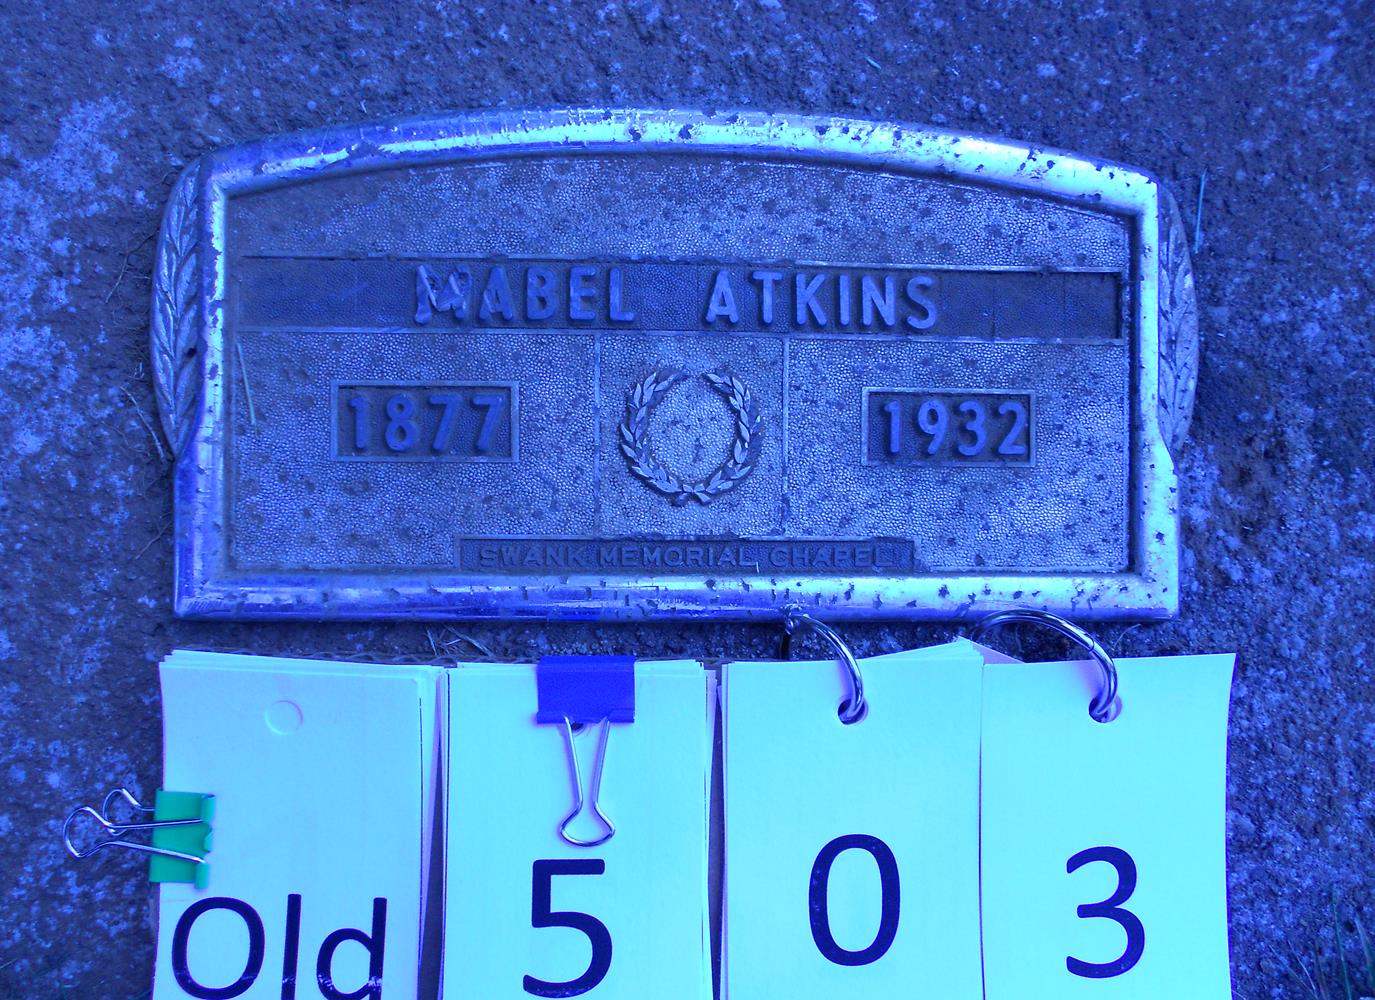 MABEL ATKINS
1877 1932
SWANK MEMORIAL CHAPEL
Old 5 0 3